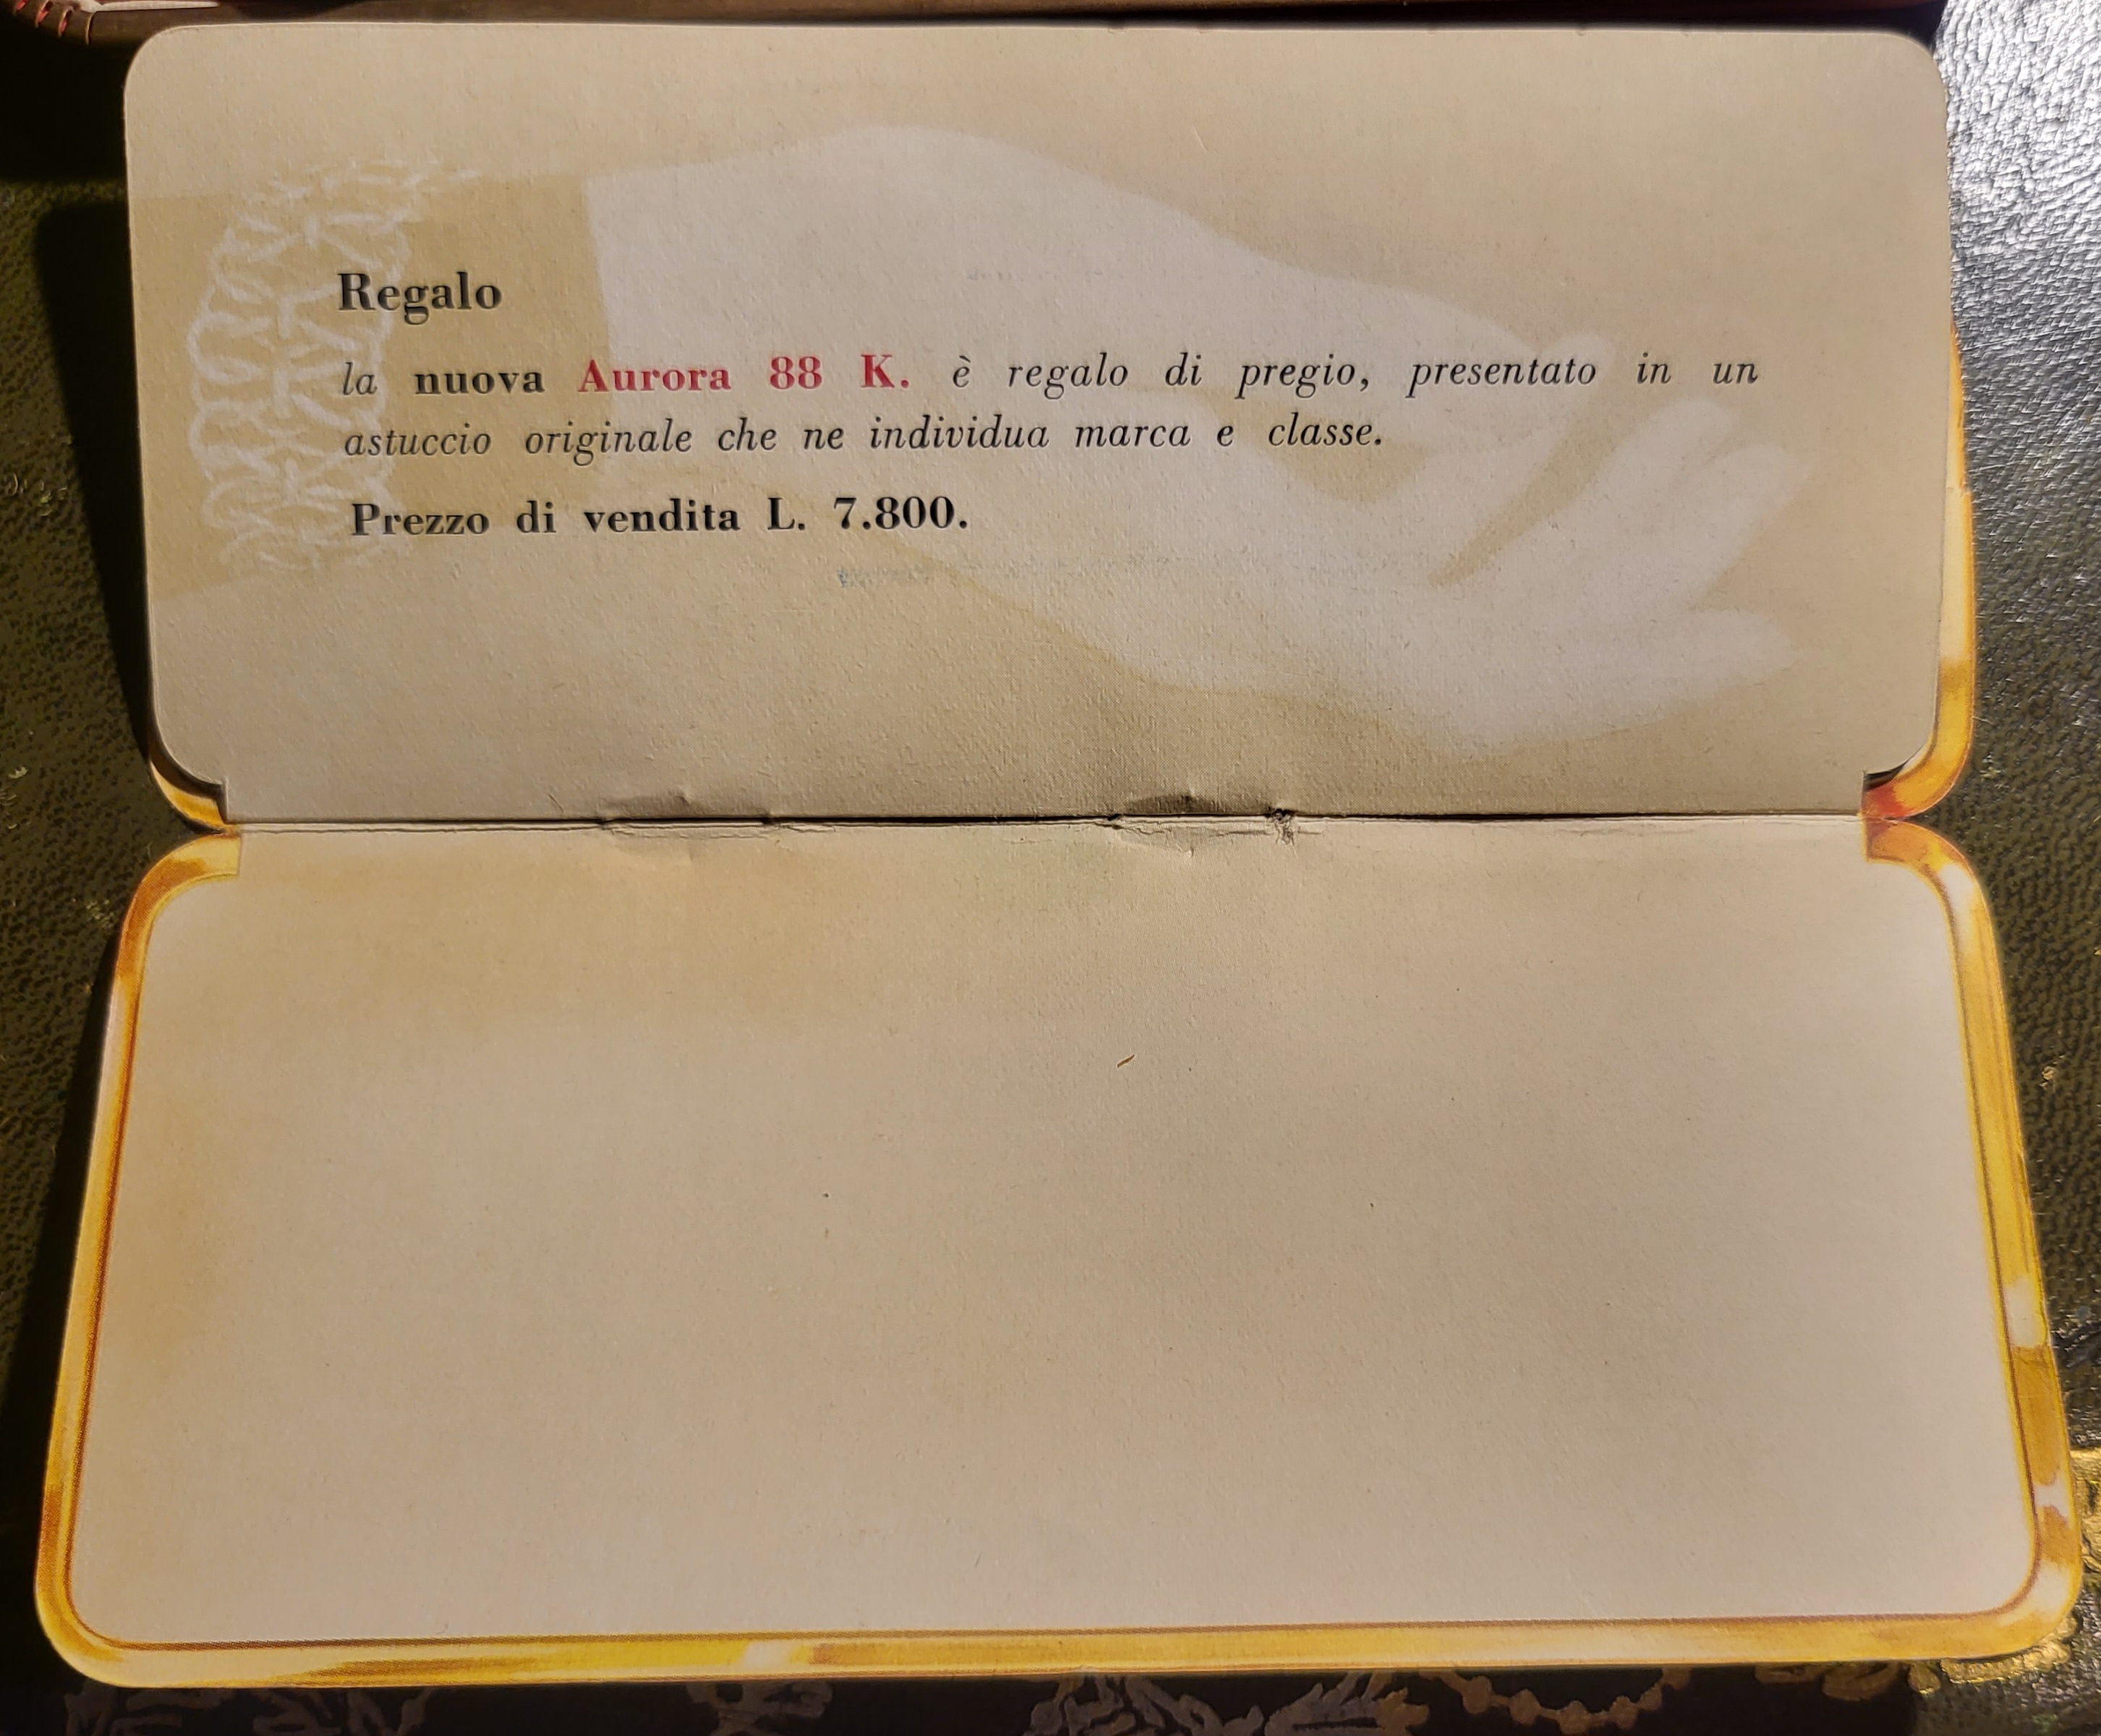 Regalo
la nuova Aurora 88 K. è regalo di pregio, presentato in un
astuccio originale che ne individua marca e classe.
Prezzo di vendita L. 7.800.